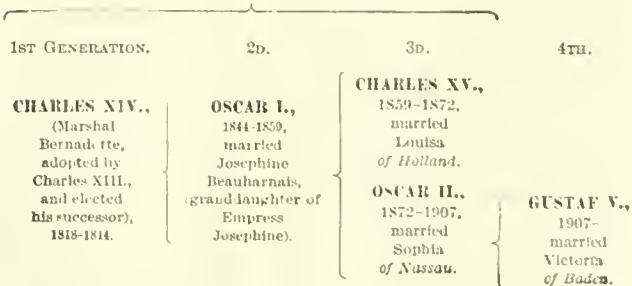 1ST GENERATION.
2D.
3D.
4TH.
CHARLES XIV.,
(Marshal
Bernadotte,
adopted by
Charles XIII.,
and elected
his successor),
1818-1844.
OSCAR I.,
1844-1859,
married
Josephine
Beauharnais,
(granddaughter of
Empress
Josephine).
CHARLES XV.,
1859-1872,
married
Louisa
of Holland.
OSCAR II.,
1872-1907,
married
Sophia
of Nassau.
GUSTAF V.,
1907-
married
Victoria
of Baden.